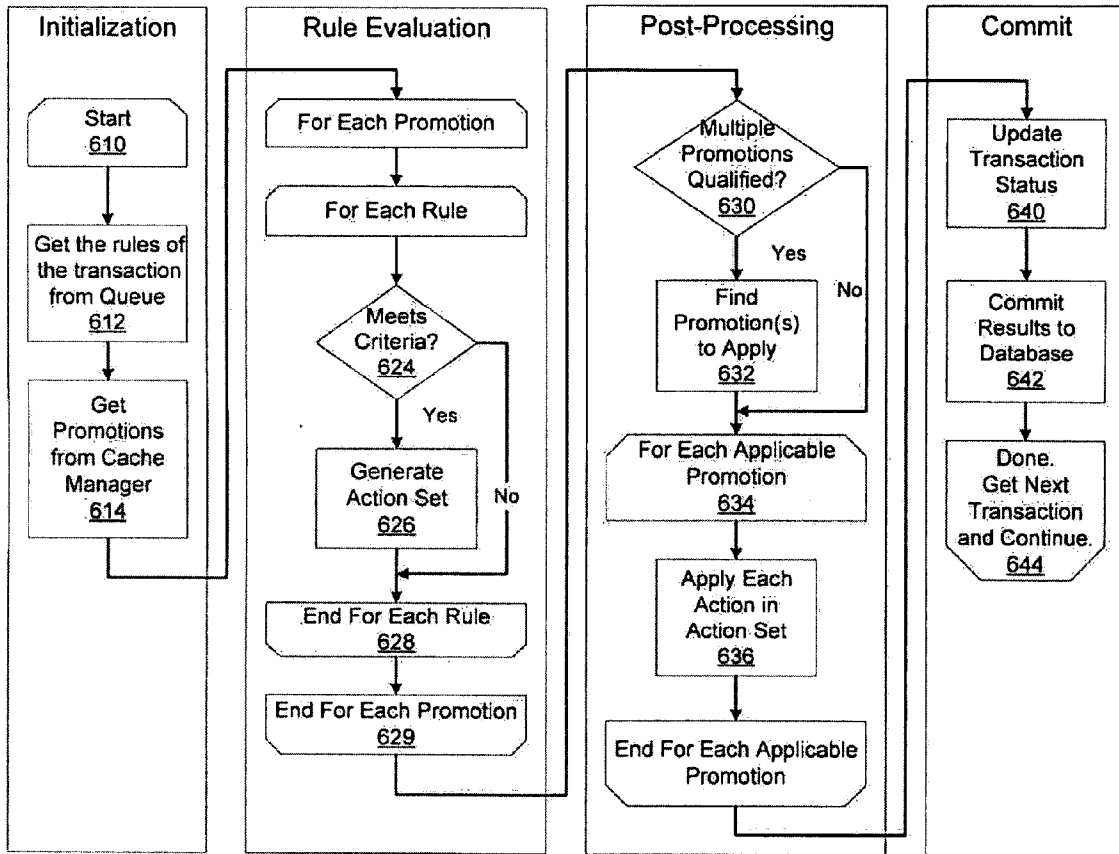 Initialization
Start
610
Get the rules of
the transaction
from Queue
612
Get
Promotions
from Cache
Manager
614
Rule Evaluation
For Each Promotion
For Each Rule
Meets
Criteria?
624
Yes
No
Generate
Action Set
626
End For Each Rule
628
End For Each Promotion
629
Post-Processing
Multiple
Promotions
Qualified?
630
Yes
No
Find
Promotion(s)
to Apply
632
For Each Applicable
Promotion
634
Apply Each
Action in
Action Set
636
End For Each Applicable
Promotion
Commit
Update
Transaction
Status
640
Commit
Results to
Database
642
Done.
Get Next
Transaction
and Continue.
644